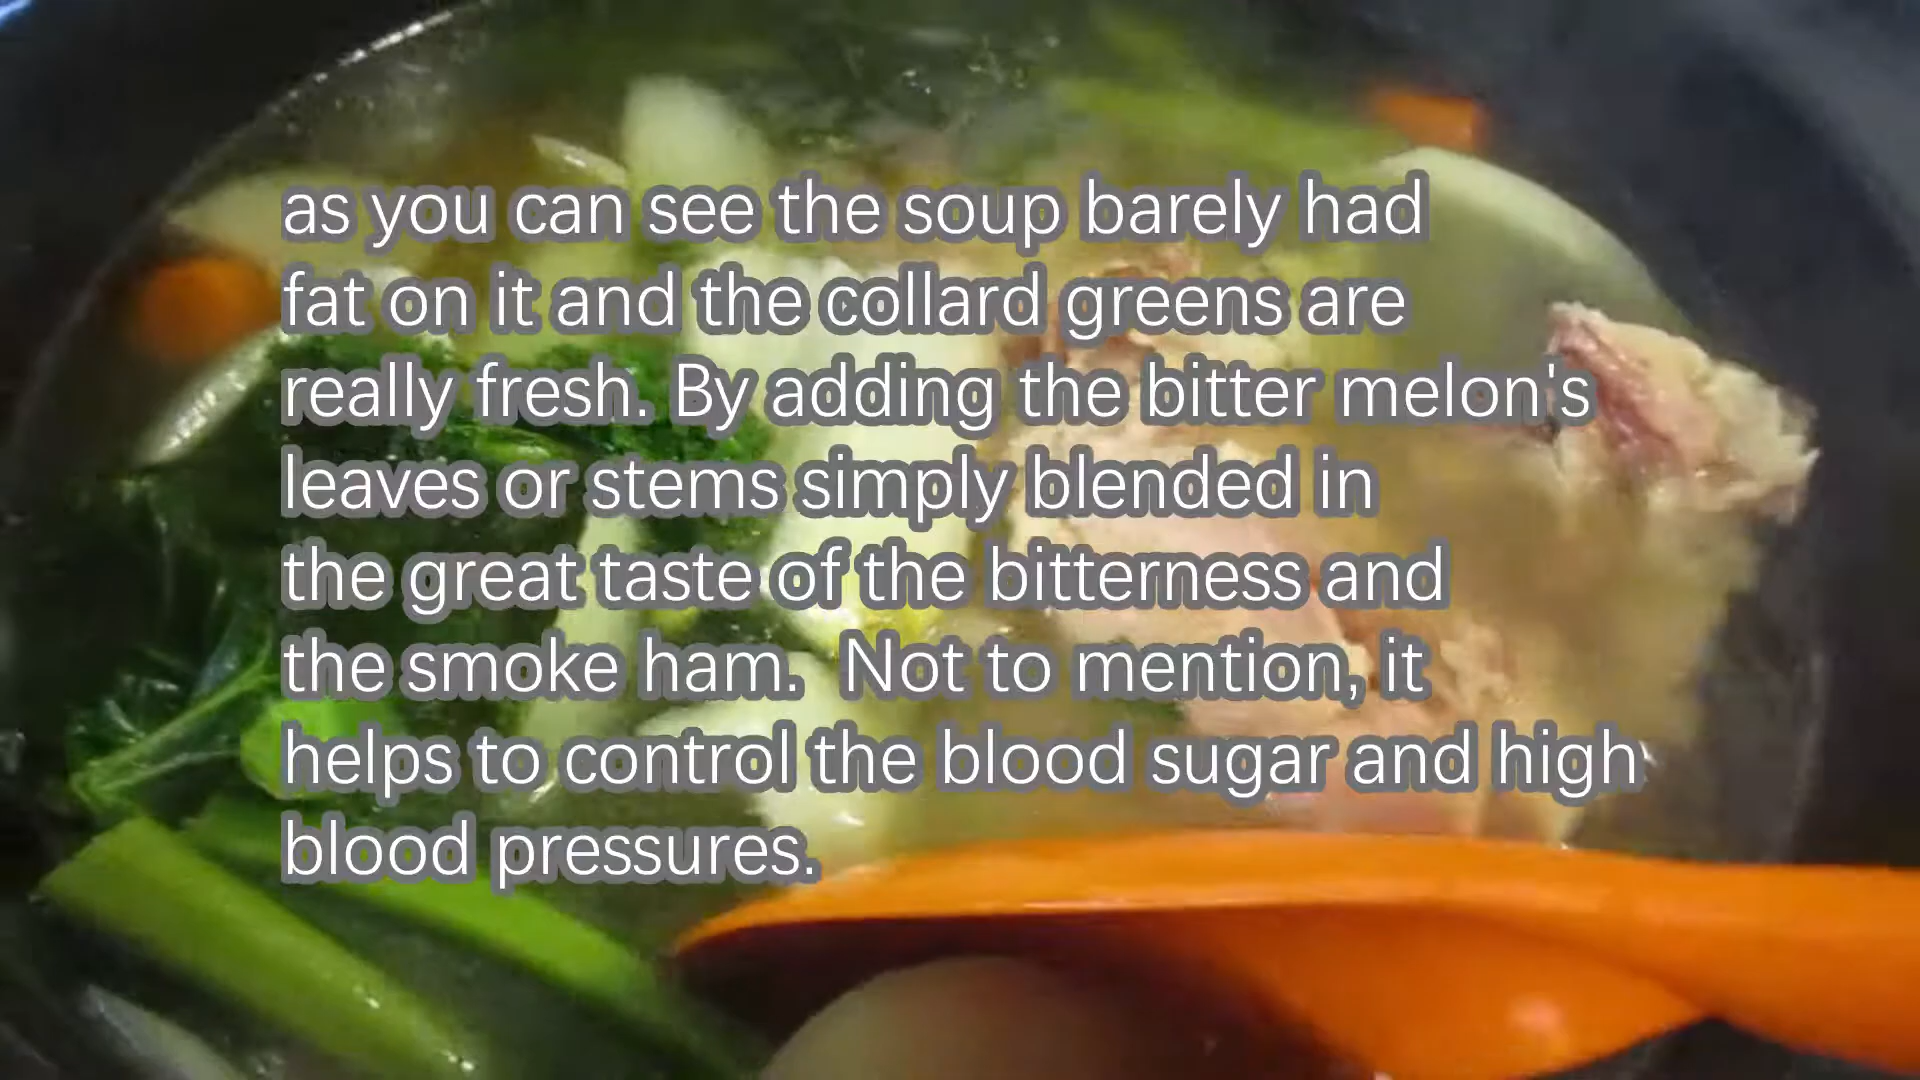 as you can see the soup barely had
fat on it and the collard greens are
really fresh. By adding the bitter melon's
leaves or stems simply blended in
the great taste of the bitterness and
the smoke ham.  Not to mention, it
helps to control the blood sugar and high
blood pressures.